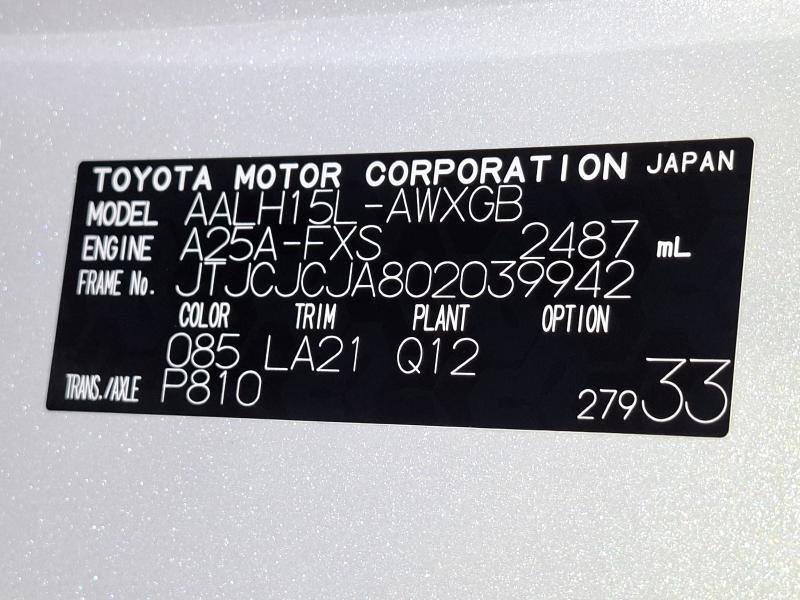 TOYOTA MOTOR CORPORATION JAPAN
MODEL AALH15L-AWXGB
ENGINE A25A-FXS 2487 mL
FRAME No. JTJCJCJA802039942
COLOR TRIM PLANT OPTION
085 LA21 Q12
TRANS./AXLE P810
27933